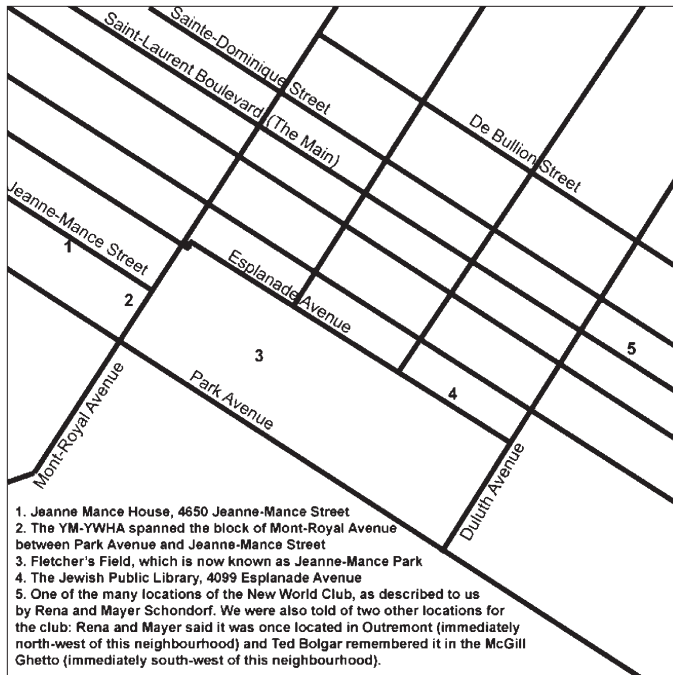 Sainte-Dominique Street
Saint-Laurent Boulevard (The Main)
De Bullion Street
Jeanne-Mance Street
1
2
Esplanade Avenue
3
4
5
Park Avenue
Mont-Royal Avenue
Duluth Avenue
1. Jeanne Mance House, 4650 Jeanne-Mance Street
2. The YM-YWHA spanned the block of Mont-Royal Avenue
between Park Avenue and Jeanne-Mance Street
3. Fletcher's Field, which is now known as Jeanne-Mance Park
4. The Jewish Public Library, 4099 Esplanade Avenue
5. One of the many locations of the New World Club, as described to us
by Rena and Mayer Schondorf. We were also told of two other locations for
the club: Rena and Mayer said it was once located in Outremont (immediately
north-west of this neighbourhood) and Ted Bolgar remembered it in the McGill
Ghetto (immediately south-west of this neighbourhood).